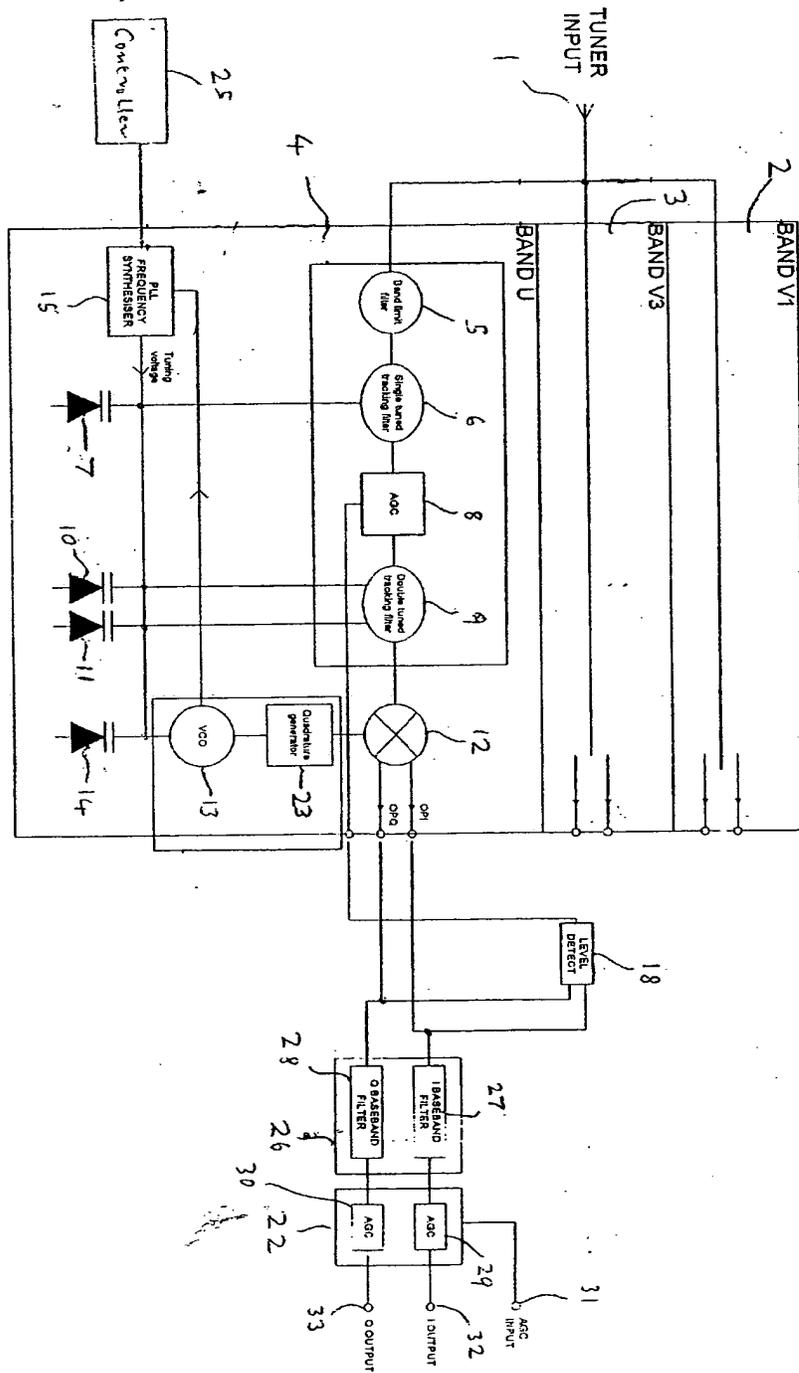 TUNER
INPUT
1
2
BAND V1
3
BAND V3
4
BAND U
25
Controller
PLL
FREQUENCY
SYNTHESISER
15
Tuning
voltage
Band limit
filter
5
Single tuned
tracking filter
6
AGC
8
Double tuned
tracking filter
9
12
7
10
11
14
VCO
13
Quadrature
generator
23
OPI
OPQ
LEVEL
DETECT
18
I BASEBAND
FILTER
27
Q BASEBAND
FILTER
28
26
AGC
29
AGC
30
22
31
AGC
INPUT
32
I OUTPUT
33
Q OUTPUT